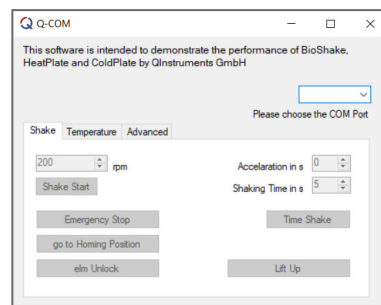 Q-COM
This software is intended to demonstrate the performance of BioShake,
HeatPlate and ColdPlate by QInstruments GmbH
Please choose the COM Port
Shake Temperature Advanced
200 rpm Accelaration in s 0
Shake Start Shaking Time in s 5
Emergency Stop Time Shake
go to Homing Position
elm Unlock Lift Up